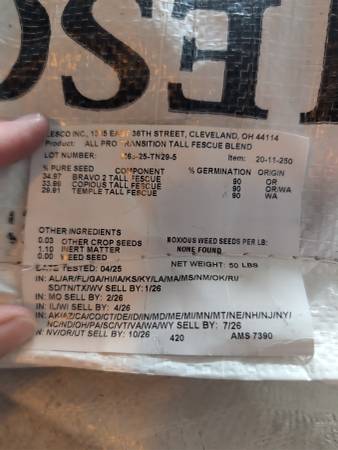 LESCO INC., EAST 36TH STREET, CLEVELAND, OH 44114
Product: ALL PRO TRANSITION TALL FESCUE BLEND
LOT NUMBER: -25-TN29-5 Item: 20-11-250
% PURE SEED COMPONENT % GERMINATION ORIGIN
34.97 BRAVO 2 TALL FESCUE 90 OR
33.99 COPIOUS TALL FESCUE 90 OR/WA
29.91 TEMPLE TALL FESCUE 90 WA
OTHER INGREDIENTS
0.03 OTHER CROP SEEDS NOXIOUS WEED SEEDS PER LB:
1.10 INERT MATTER NONE FOUND
0.00 WEED SEED
DATE TESTED: 04/25 NET WEIGHT: 50 LBS
IN: AL/AR/FL/GA/HI/IA/KS/KY/LA/MA/MS/NM/OK/RI/
SD/TN/TX/WV SELL BY: 1/26
IN: MO SELL BY: 2/26
IN: IL/WI SELL BY: 4/26
IN: AK/AZ/CA/CO/CT/DE/ID/IN/MD/ME/MI/MN/MT/NE/NH/NJ/NY/
NC/ND/OH/PA/SC/VT/VA/WA/WY SELL BY: 7/26
NV/OR/UT SELL BY: 10/26 420 AMS 7390